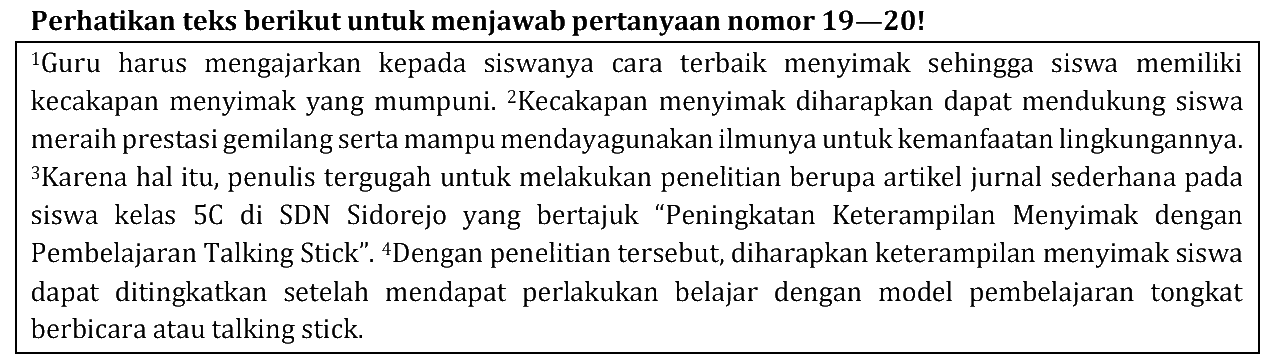 Perhatikan teks berikut untuk menjawab pertanyaan nomor 19—20!
¹Guru harus mengajarkan kepada siswanya cara terbaik menyimak sehingga siswa memiliki
kecakapan menyimak yang mumpuni. ²Kecakapan menyimak diharapkan dapat mendukung siswa
meraih prestasi gemilang serta mampu mendayagunakan ilmunya untuk kemanfaatan lingkungannya.
³Karena hal itu, penulis tergugah untuk melakukan penelitian berupa artikel jurnal sederhana pada
siswa kelas 5C di SDN Sidorejo yang bertajuk “Peningkatan Keterampilan Menyimak dengan
Pembelajaran Talking Stick”. ⁴Dengan penelitian tersebut, diharapkan keterampilan menyimak siswa
dapat ditingkatkan setelah mendapat perlakukan belajar dengan model pembelajaran tongkat
berbicara atau talking stick.